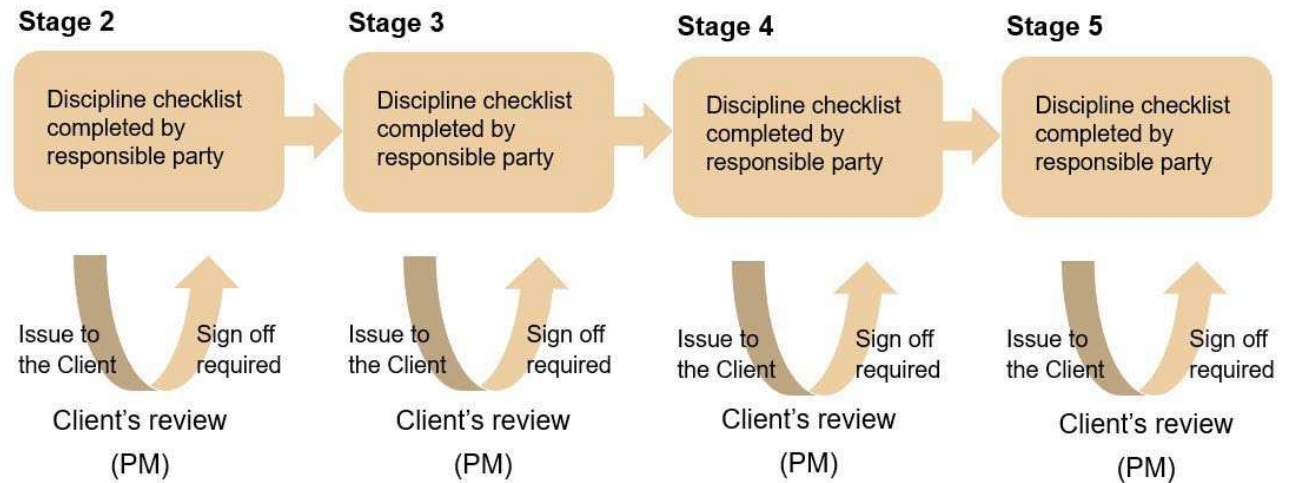 Stage 2
Discipline checklist
completed by
responsible party
Issue to
the Client
Sign off
required
Client's review
(PM)
Stage 3
Discipline checklist
completed by
responsible party
Issue to
the Client
Sign off
required
Client's review
(PM)
Stage 4
Discipline checklist
completed by
responsible party
Issue to
the Client
Sign off
required
Client's review
(PM)
Stage 5
Discipline checklist
completed by
responsible party
Issue to
the Client
Sign off
required
Client's review
(PM)